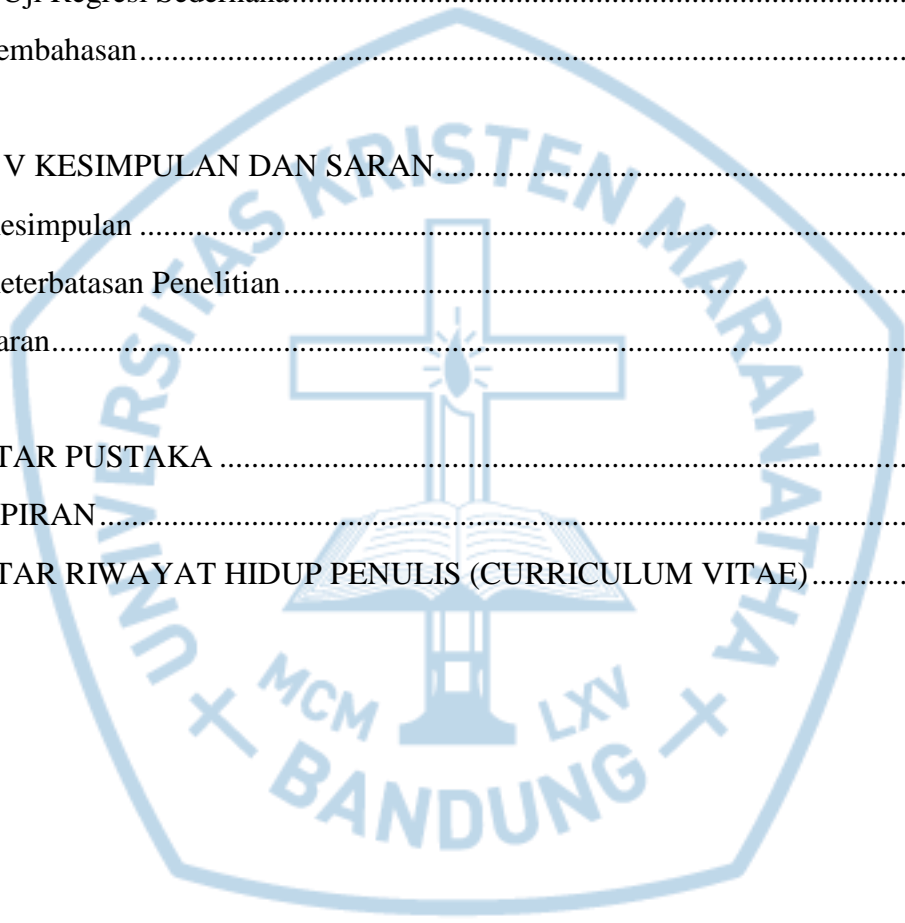 Uji Regresi Sederhana........................................
embahasan........................................
V KESIMPULAN DAN SARAN........................................
esimpulan ........................................
eterbatasan Penelitian........................................
aran........................................
TAR PUSTAKA ........................................
PIRAN........................................
TAR RIWAYAT HIDUP PENULIS (CURRICULUM VITAE)............
UNIVERSITAS KRISTEN MARANATHA
MCM LXV
BANDUNG